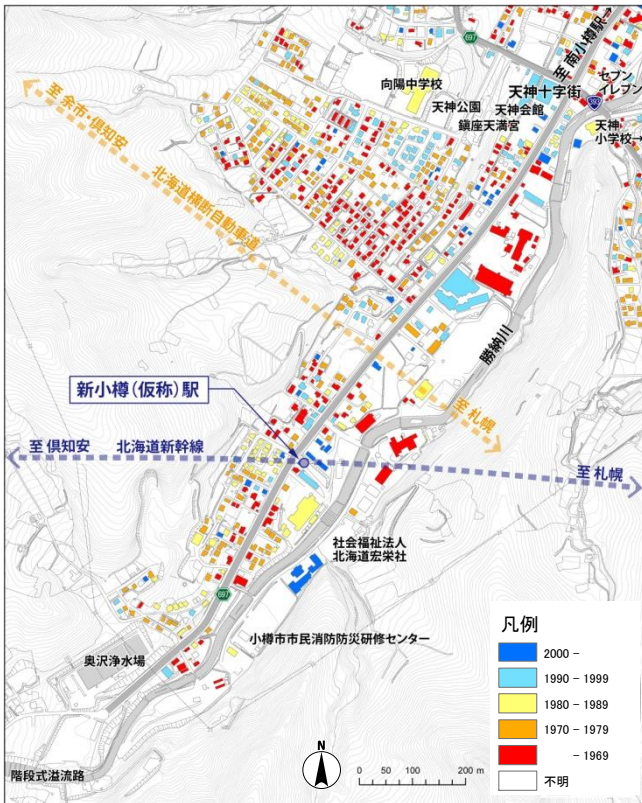 697
至南小樽駅→
向陽中学校
セブン
イレブン
天神公園
天神十字街
天神会館
鎮座天満宮
393
天神
小学校→
至 余市・倶知安
北海道横断自動車道
勝納川
新小樽(仮称)駅
至 札幌
至 倶知安
北海道新幹線
至 札幌
社会福祉法人
北海道宏栄社
697
小樽市市民消防防災研修センター
奥沢浄水場
階段式溢流路
N
0 50 100 200 m
凡例
2000 -
1990 - 1999
1980 - 1989
1970 - 1979
- 1969
不明